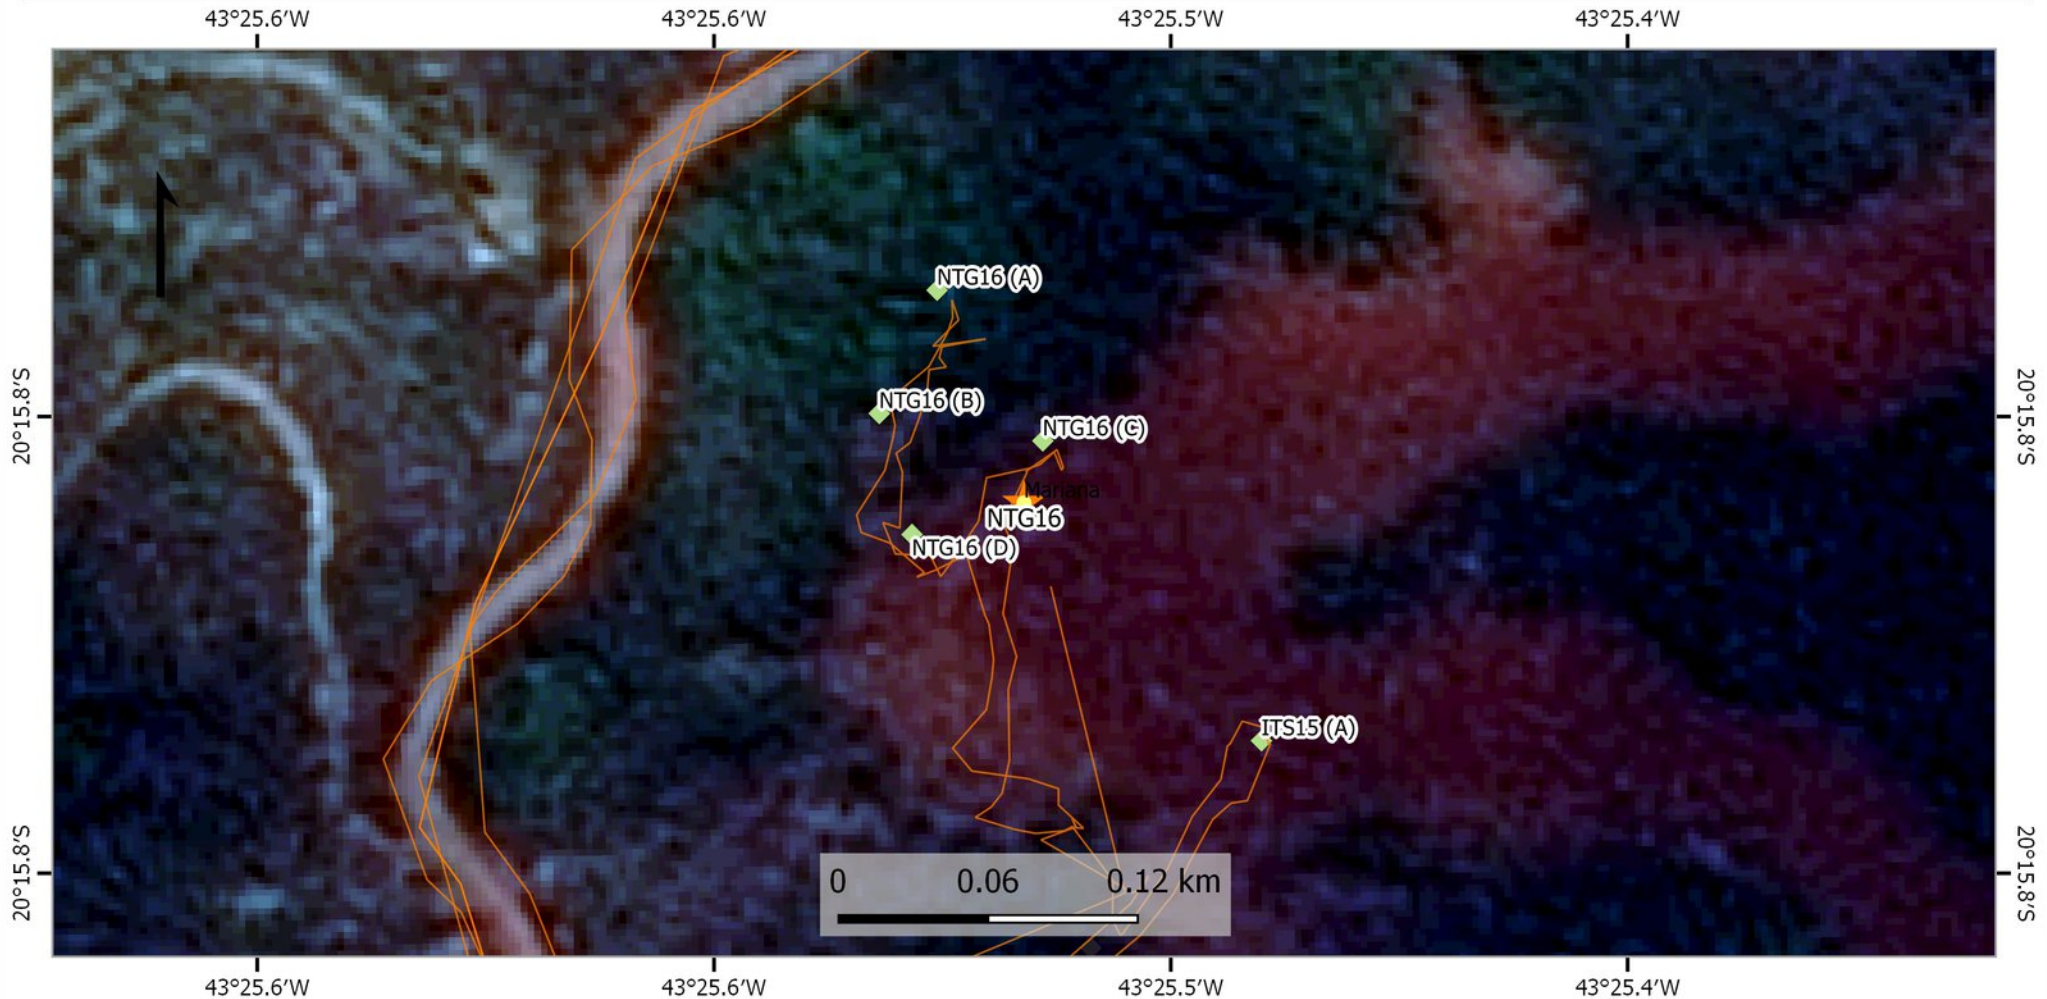 43°25.6'W 43°25.6'W 43°25.5'W 43°25.4'W
NTG16 (A)
20°15.8'S
NTG16 (B)
NTG16 (C)
20°15.8'S
Mariana
NTG16
NTG16 (D)
ITS15 (A)
20°15.8'S
0 0.06 0.12 km
20°15.8'S
43°25.6'W 43°25.6'W 43°25.5'W 43°25.4'W